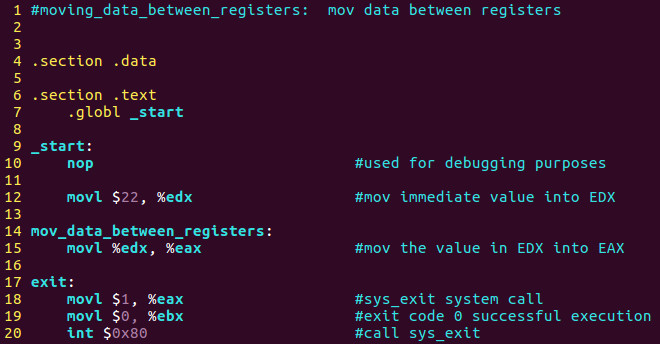 1 #moving_data_between_registers:  mov data between registers
2
3
4 .section .data
5
6 .section .text
7     .globl _start
8
9 _start:
10     nop                             #used for debugging purposes
11
12     movl $22, %edx                  #mov immediate value into EDX
13
14 mov_data_between_registers:
15     movl %edx, %eax                 #mov the value in EDX into EAX
16
17 exit:
18     movl $1, %eax                   #sys_exit system call
19     movl $0, %ebx                   #exit code 0 successful execution
20     int $0x80                       #call sys_exit